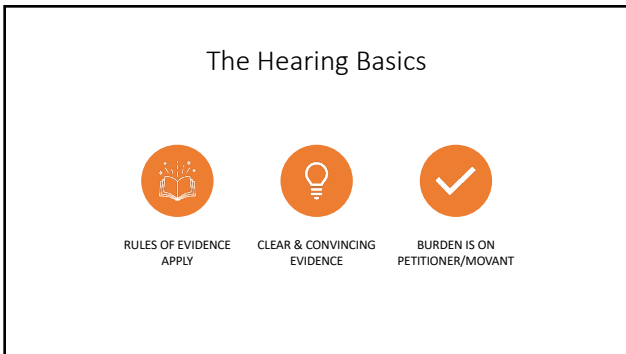 The Hearing Basics
RULES OF EVIDENCE
APPLY
CLEAR & CONVINCING
EVIDENCE
BURDEN IS ON
PETITIONER/MOVANT